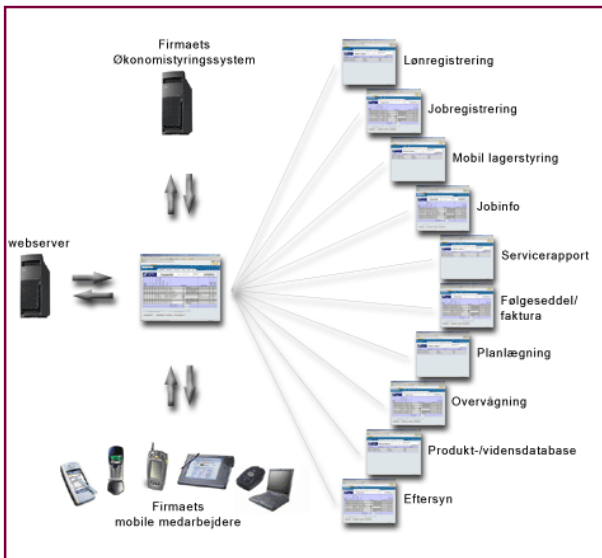 Firmaets
Økonomistyringssystem
webserver
Firmaets
mobile medarbejdere
Lønregistrering
Jobregistrering
Mobil lagerstyring
Jobinfo
Servicerapport
Følgeseddel/
faktura
Planlægning
Overvågning
Produkt-/vidensdatabase
Eftersyn